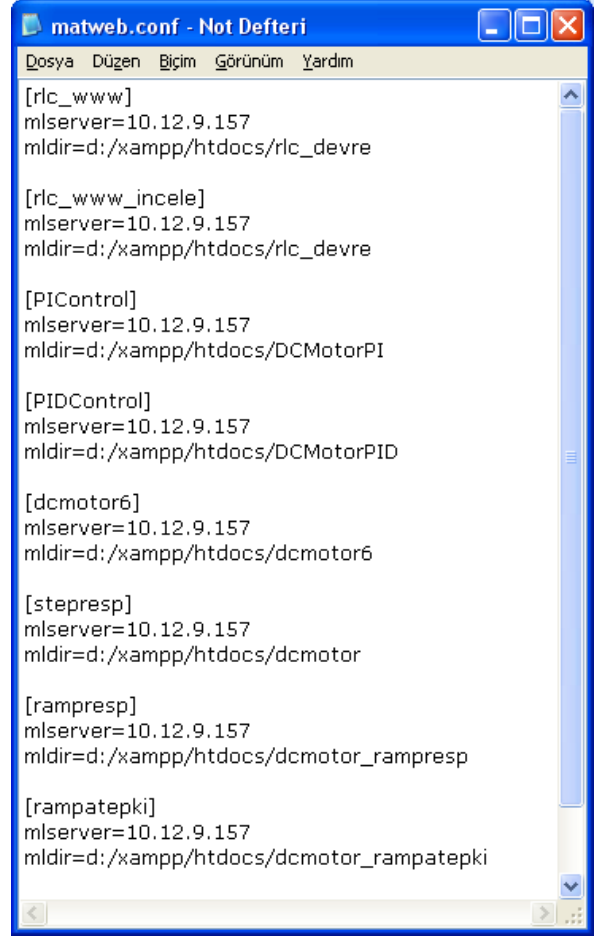 matweb.conf - Not Defteri
Dosya Düzen Biçim Görünüm Yardım
[rlc_www]
mlserver=10.12.9.157
mldir=d:/xampp/htdocs/rlc_devre
[rlc_www_incele]
mlserver=10.12.9.157
mldir=d:/xampp/htdocs/rlc_devre
[PIControl]
mlserver=10.12.9.157
mldir=d:/xampp/htdocs/DCMotorPI
[PIDControl]
mlserver=10.12.9.157
mldir=d:/xampp/htdocs/DCMotorPID
[dcmotor6]
mlserver=10.12.9.157
mldir=d:/xampp/htdocs/dcmotor6
[stepresp]
mlserver=10.12.9.157
mldir=d:/xampp/htdocs/dcmotor
[rampresp]
mlserver=10.12.9.157
mldir=d:/xampp/htdocs/dcmotor_rampresp
[rampatepki]
mlserver=10.12.9.157
mldir=d:/xampp/htdocs/dcmotor_rampatepki